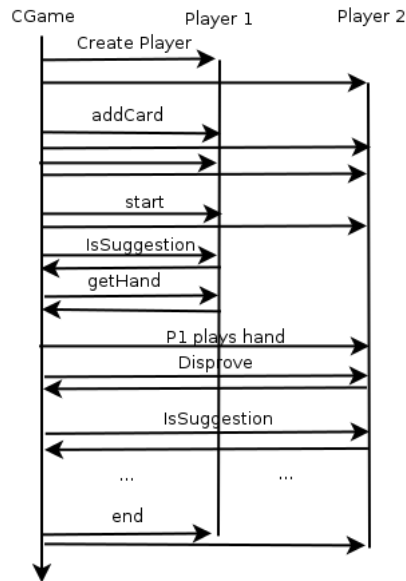 CGame Player 1 Player 2
Create Player
addCard
start
IsSuggestion
getHand
P1 plays hand
Disprove
IsSuggestion
... ...
end